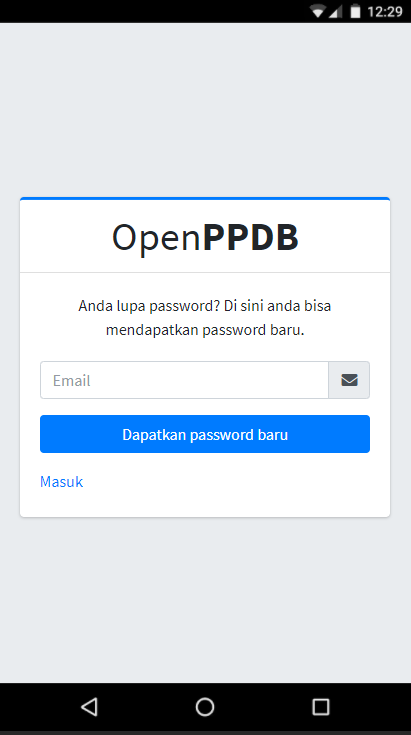 12:29
OpenPPDB
Anda lupa password? Di sini anda bisa
mendapatkan password baru.
Email
Dapatkan password baru
Masuk